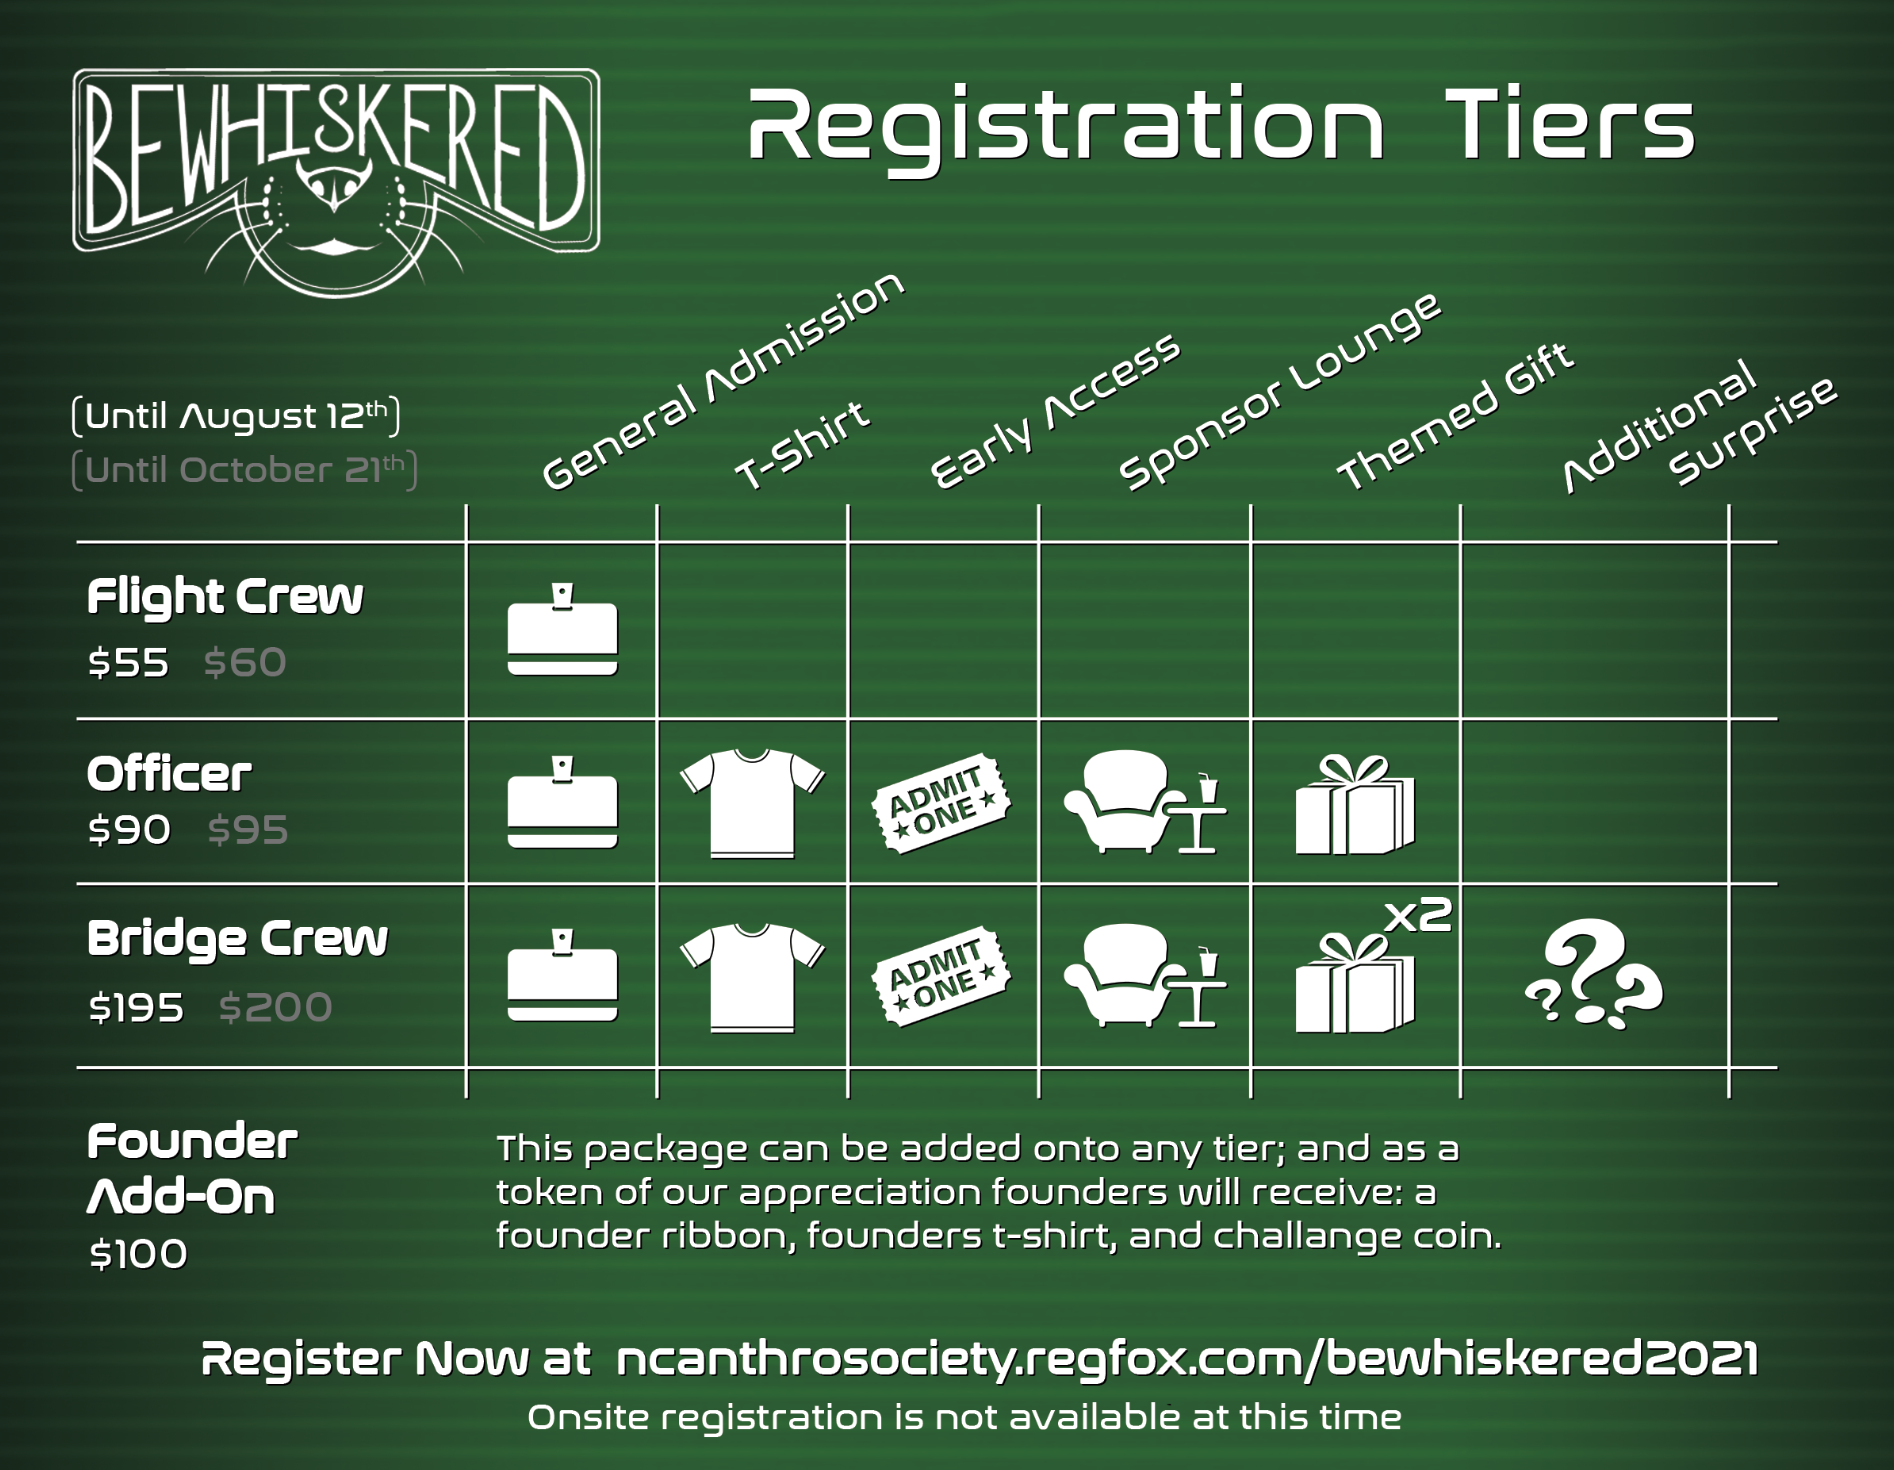 BEWHISKERED
Registration Tiers
(Until August 12th)
(Until October 21th)
General Admission
T-Shirt
Early Access
Sponsor Lounge
Themed Gift
Additional
Surprise
Flight Crew
$55 $60
Officer
$90 $95
ADMIT
ONE
Bridge Crew
$195 $200
ADMIT
ONE
x2
???
Founder
Add-On
$100
This package can be added onto any tier; and as a
token of our appreciation founders will receive: a
founder ribbon, founders t-shirt, and challange coin.
Register Now at ncanthrosociety.regfox.com/bewhiskered2021
Onsite registration is not available at this time